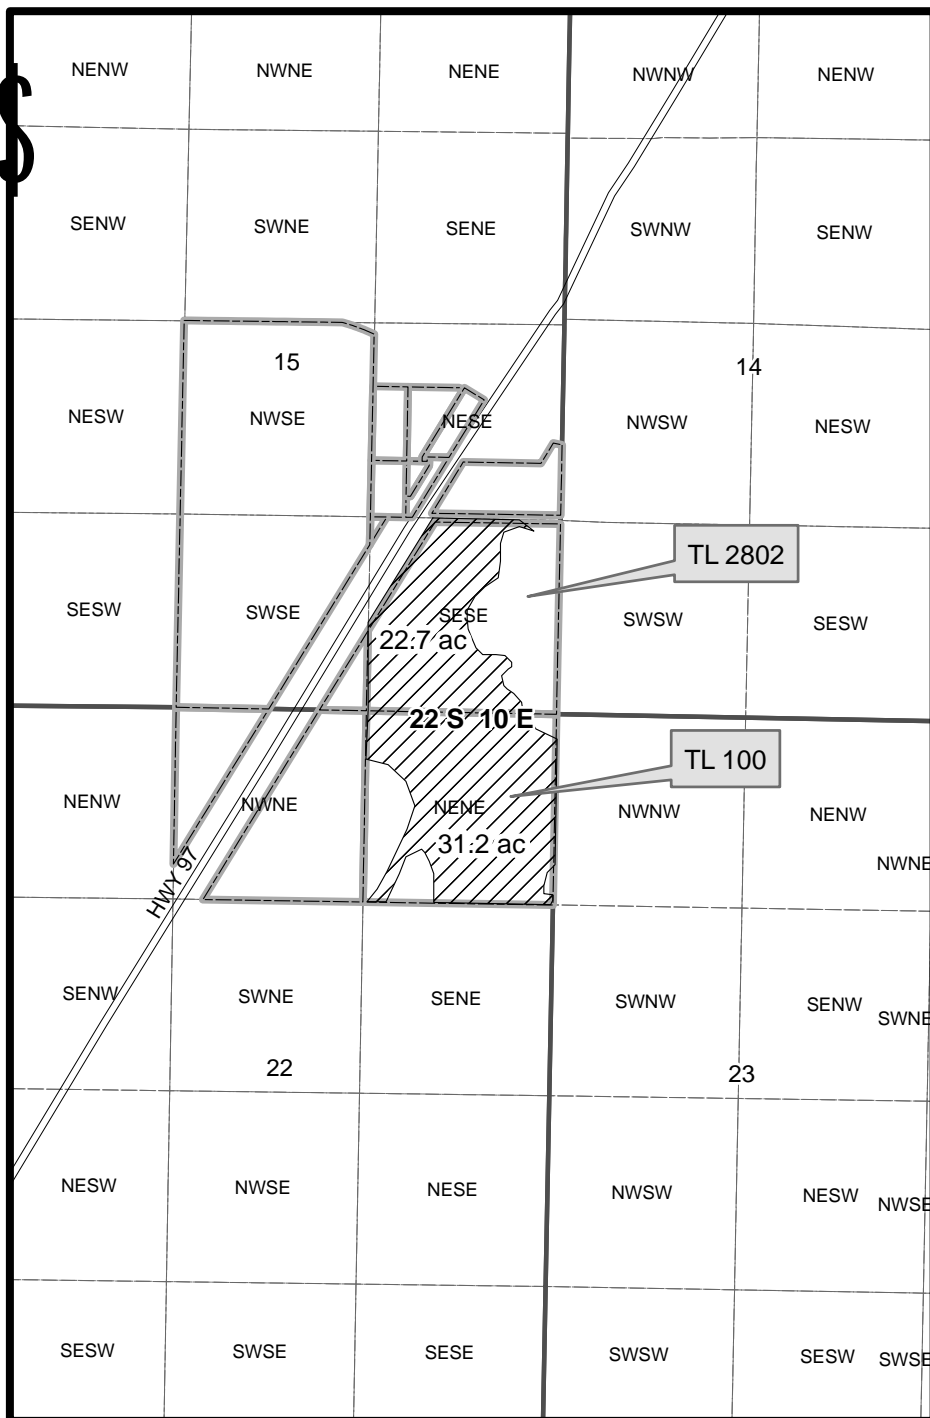 NENW NWNE NENE NWNW NENW
$
SENW SWNE SENE SWNW SENW
15
14
NESW NWSE NESE NWSW NESW
TL 2802
SESW SWSE SESE SWSW SESW
22.7 ac
22 S 10 E
TL 100
NENW NWNE NENE NWNW NENW
31.2 ac
NWNE
HWY 97
SENW SWNE SENE SWNW SENW
SWNE
22
23
NESW NWSE NESE NWSW NESW
NWSE
SESW SWSE SESE SWSW SESW
SWSE